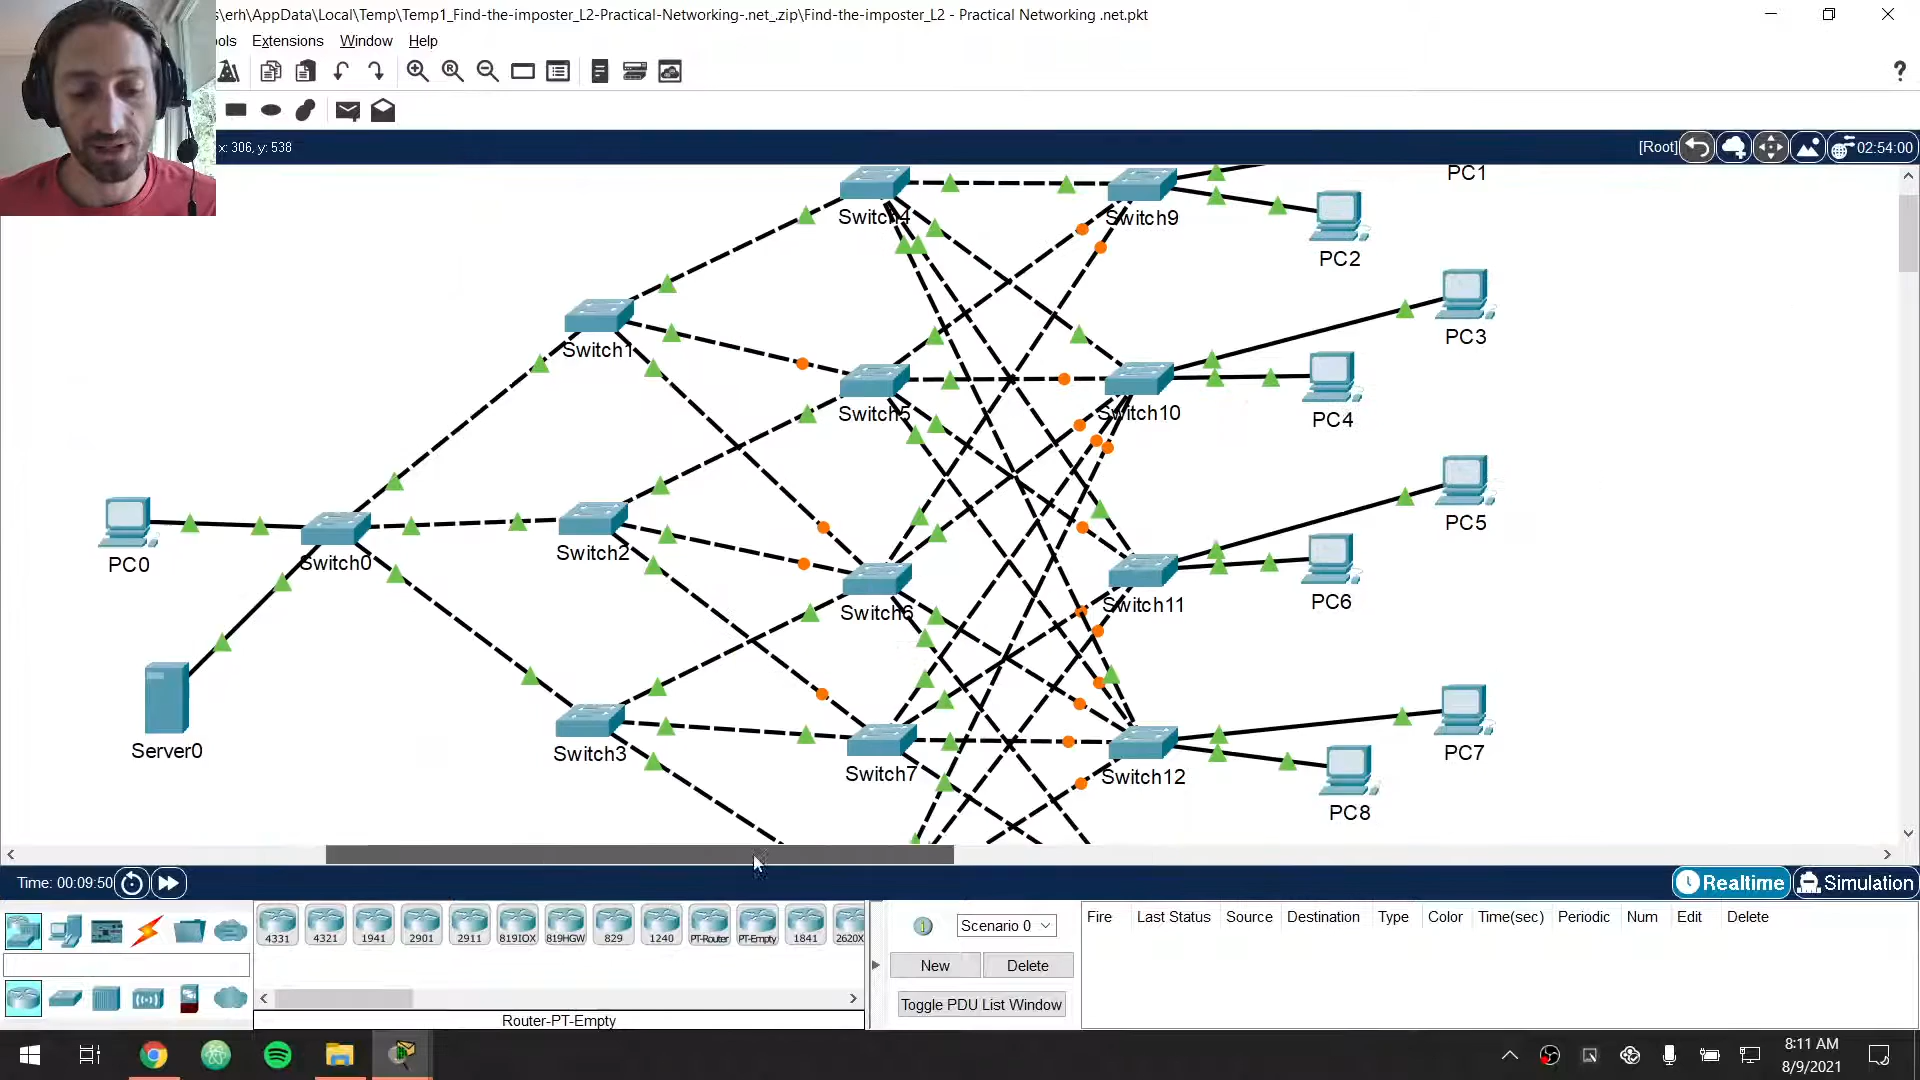 s\erh\AppData\Local\Temp\Temp1_Find-the-imposter_L2-Practical-Networking-.net_.zip\Find-the-imposter_L2 - Practical Networking .net.pkt
ols Extensions Window Help
?
x: 306, y: 538
[Root]
02:54:00
PC1
Switch4
Switch9
PC2
PC3
Switch1
Switch5
Switch10
PC4
PC5
Switch2
PC0
Switch0
Switch6
Switch11
PC6
Server0
Switch3
Switch7
Switch12
PC7
PC8
Time: 00:09:50
Realtime
Simulation
4331 4321 1941 2901 2911 819IOX 819HGW 829 1240 PT-Router PT-Empty 1841 2620X
Router-PT-Empty
Scenario 0
New
Delete
Toggle PDU List Window
Fire Last Status Source Destination Type Color Time(sec) Periodic Num Edit Delete
8:11 AM
8/9/2021